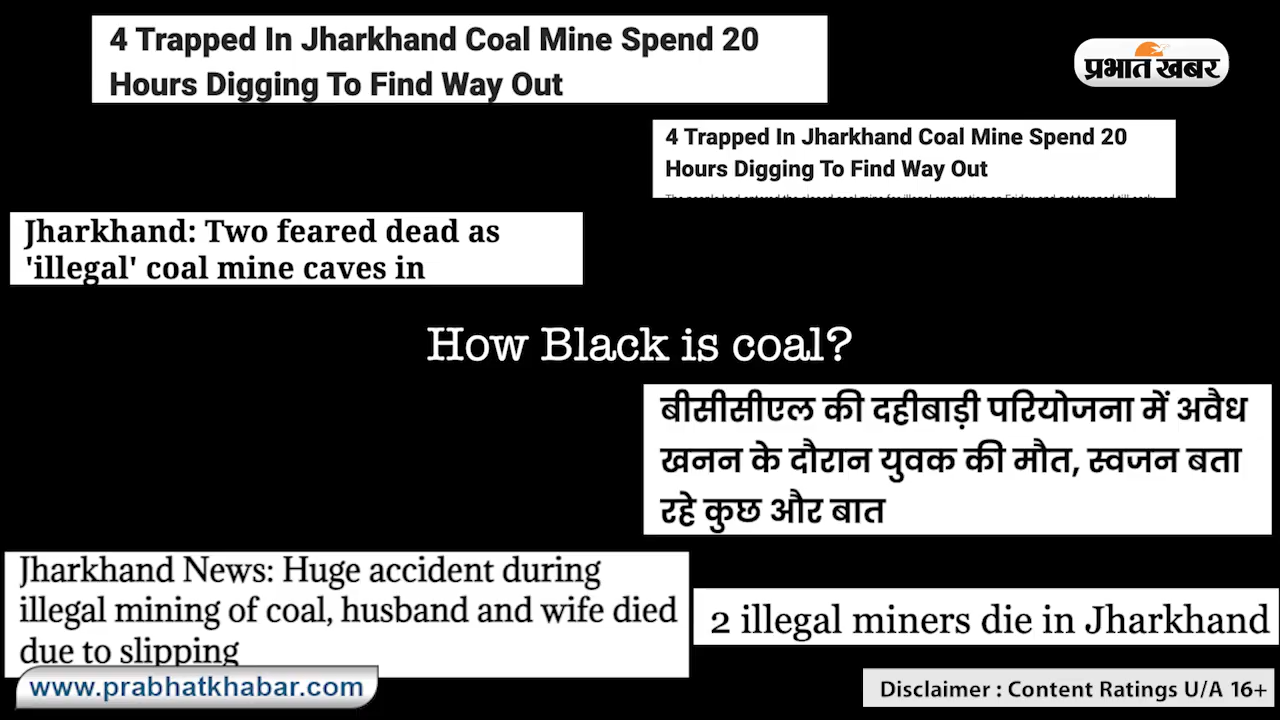 4 Trapped In Jharkhand Coal Mine Spend 20
Hours Digging To Find Way Out
प्रभात खबर
4 Trapped In Jharkhand Coal Mine Spend 20
Hours Digging To Find Way Out
Jharkhand: Two feared dead as
'illegal' coal mine caves in
How Black is coal?
बीसीसीएल की दहीबाड़ी परियोजना में अवैध
खनन के दौरान युवक की मौत, स्वजन बता
रहे कुछ और बात
Jharkhand News: Huge accident during
illegal mining of coal, husband and wife died
due to slipping
2 illegal miners die in Jharkhand
www.prabhatkhabar.com
Disclaimer : Content Ratings U/A 16+